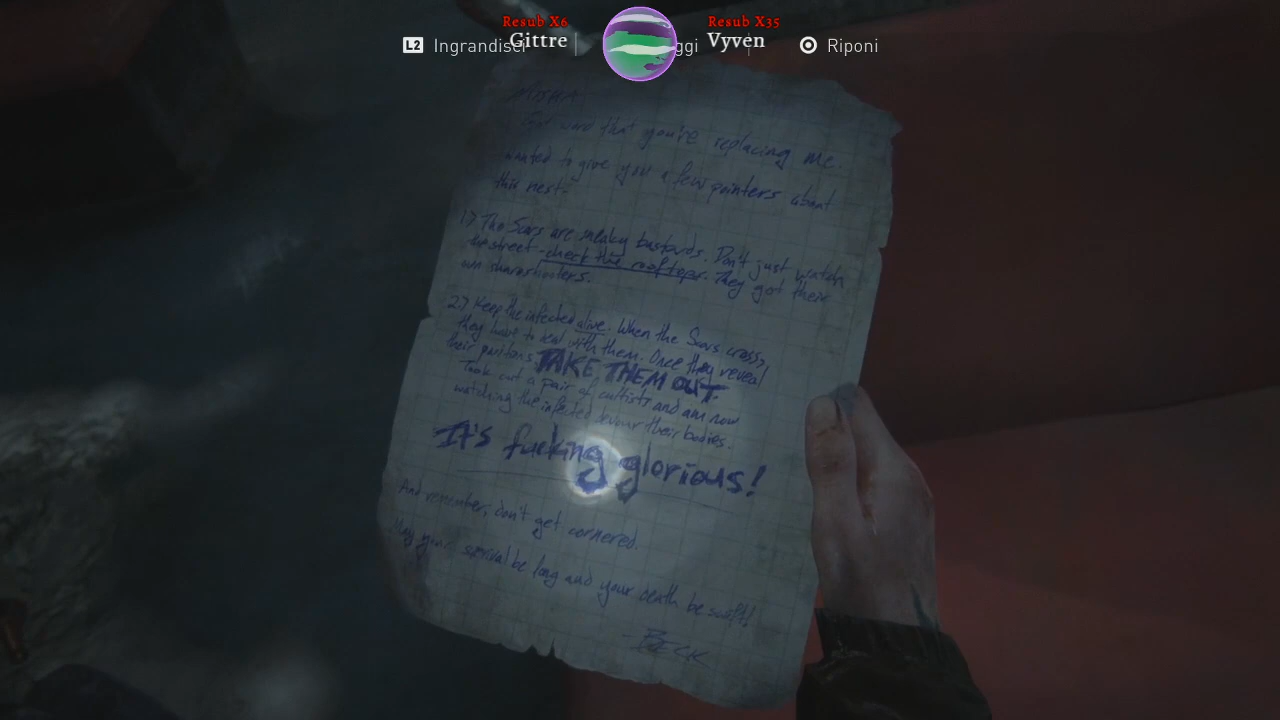 Resub X6
Resub X35
Gittre
Vyven
L2
Ingrandisci
ggi
Riponi
MISHA
Got word that you're replacing me.
wanted to give you a few pointers about
this nest.
1) The Scars are sneaky bastards. Don't just watch
the street - check the rooftops. They got their
own sharpshooters.
2) Keep the infected alive. When the Scars cross,
they have to deal with them. Once they reveal
their positions, TAKE THEM OUT.
Took out a pair of cultists and am now
watching the infected devour their bodies.
It's fucking glorious!
And remember, don't get cornered.
May your survival be long and your death be swift!
BECK